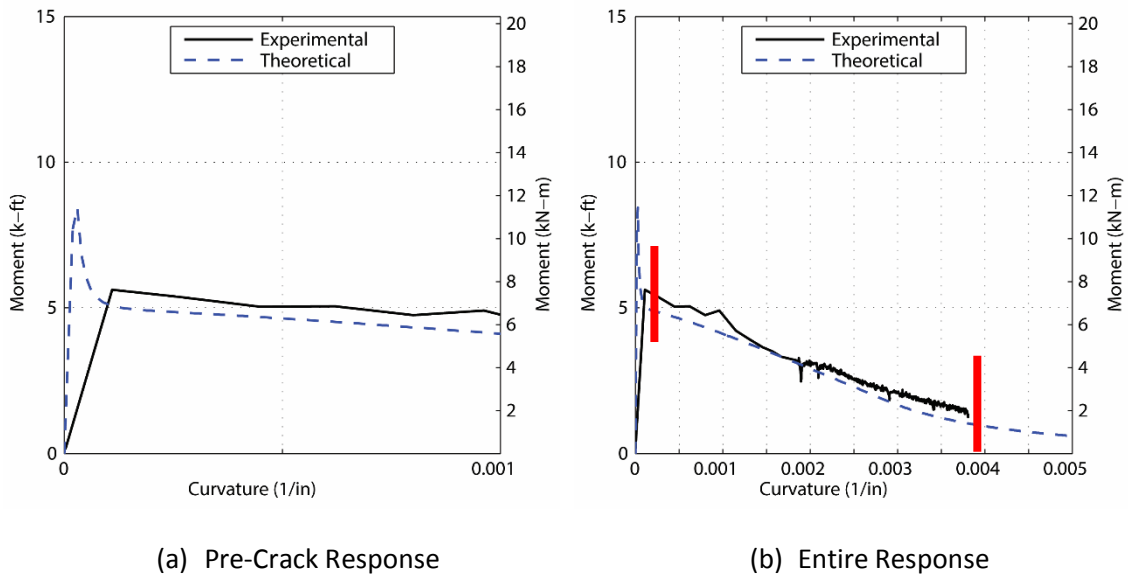 15
10
5
0
Moment (k−ft)
Experimental
Theoretical
20
18
16
14
12
10
8
6
4
2
Moment (kN−m)
0
0.001
Curvature (1/in)
(a) Pre-Crack Response
15
10
5
0
Moment (k−ft)
Experimental
Theoretical
20
18
16
14
12
10
8
6
4
2
Moment (kN−m)
0 0.001 0.002 0.003 0.004 0.005
Curvature (1/in)
(b) Entire Response